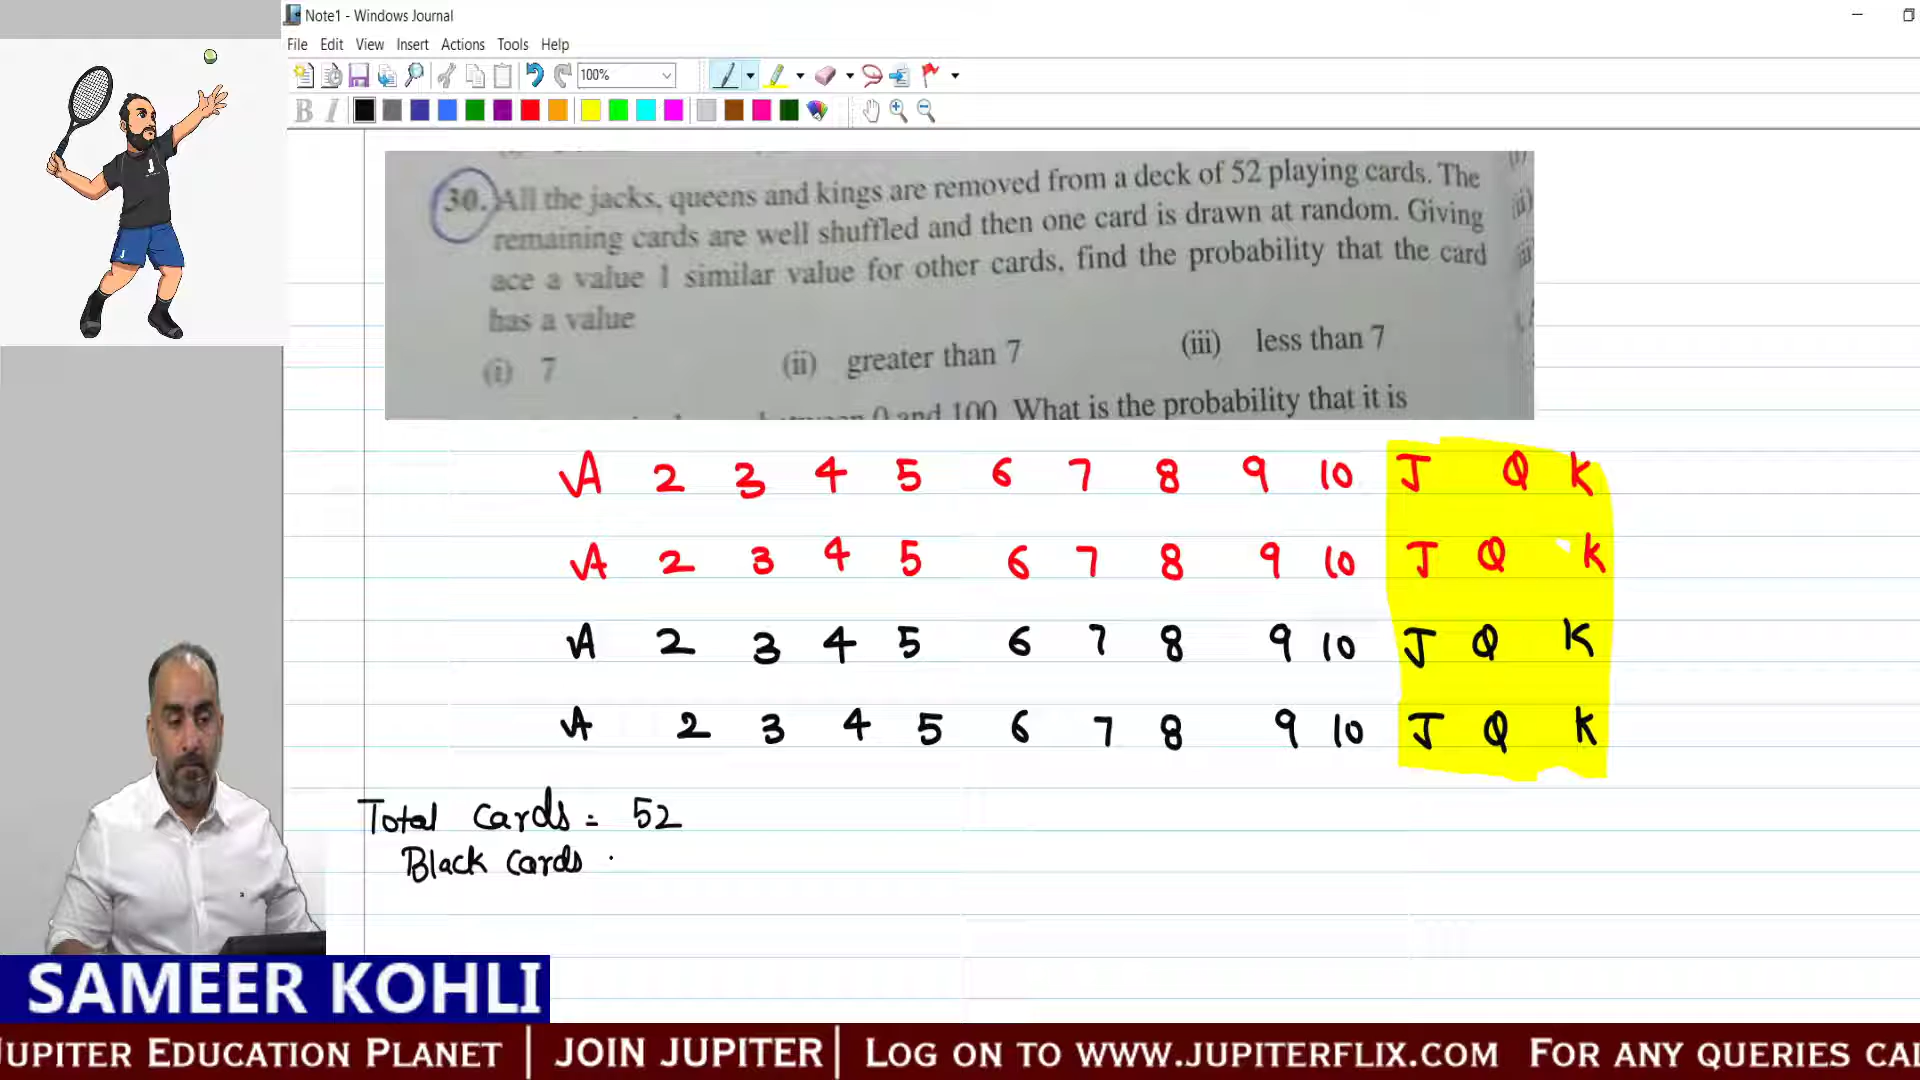 Note1 - Windows Journal
File Edit View Insert Actions Tools Help
100%
B I
30. All the jacks, queens and kings are removed from a deck of 52 playing cards. The
remaining cards are well shuffled and then one card is drawn at random. Giving
ace a value 1 similar value for other cards, find the probability that the card
has a value
(i) 7 (ii) greater than 7 (iii) less than 7
0 and 100. What is the probability that it is
A 2 3 4 5 6 7 8 9 10 J Q K
A 2 3 4 5 6 7 8 9 10 J Q K
A 2 3 4 5 6 7 8 9 10 J Q K
A 2 3 4 5 6 7 8 9 10 J Q K
Total cards = 52
Black cards
SAMEER KOHLI
JUPITER EDUCATION PLANET | JOIN JUPITER | LOG ON TO WWW.JUPITERFLIX.COM FOR ANY QUERIES CAL